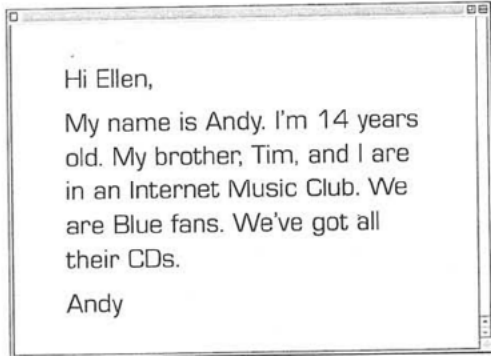 Hi Ellen,
My name is Andy. I'm 14 years
old. My brother, Tim, and I are
in an Internet Music Club. We
are Blue fans. We've got all
their CDs.
Andy